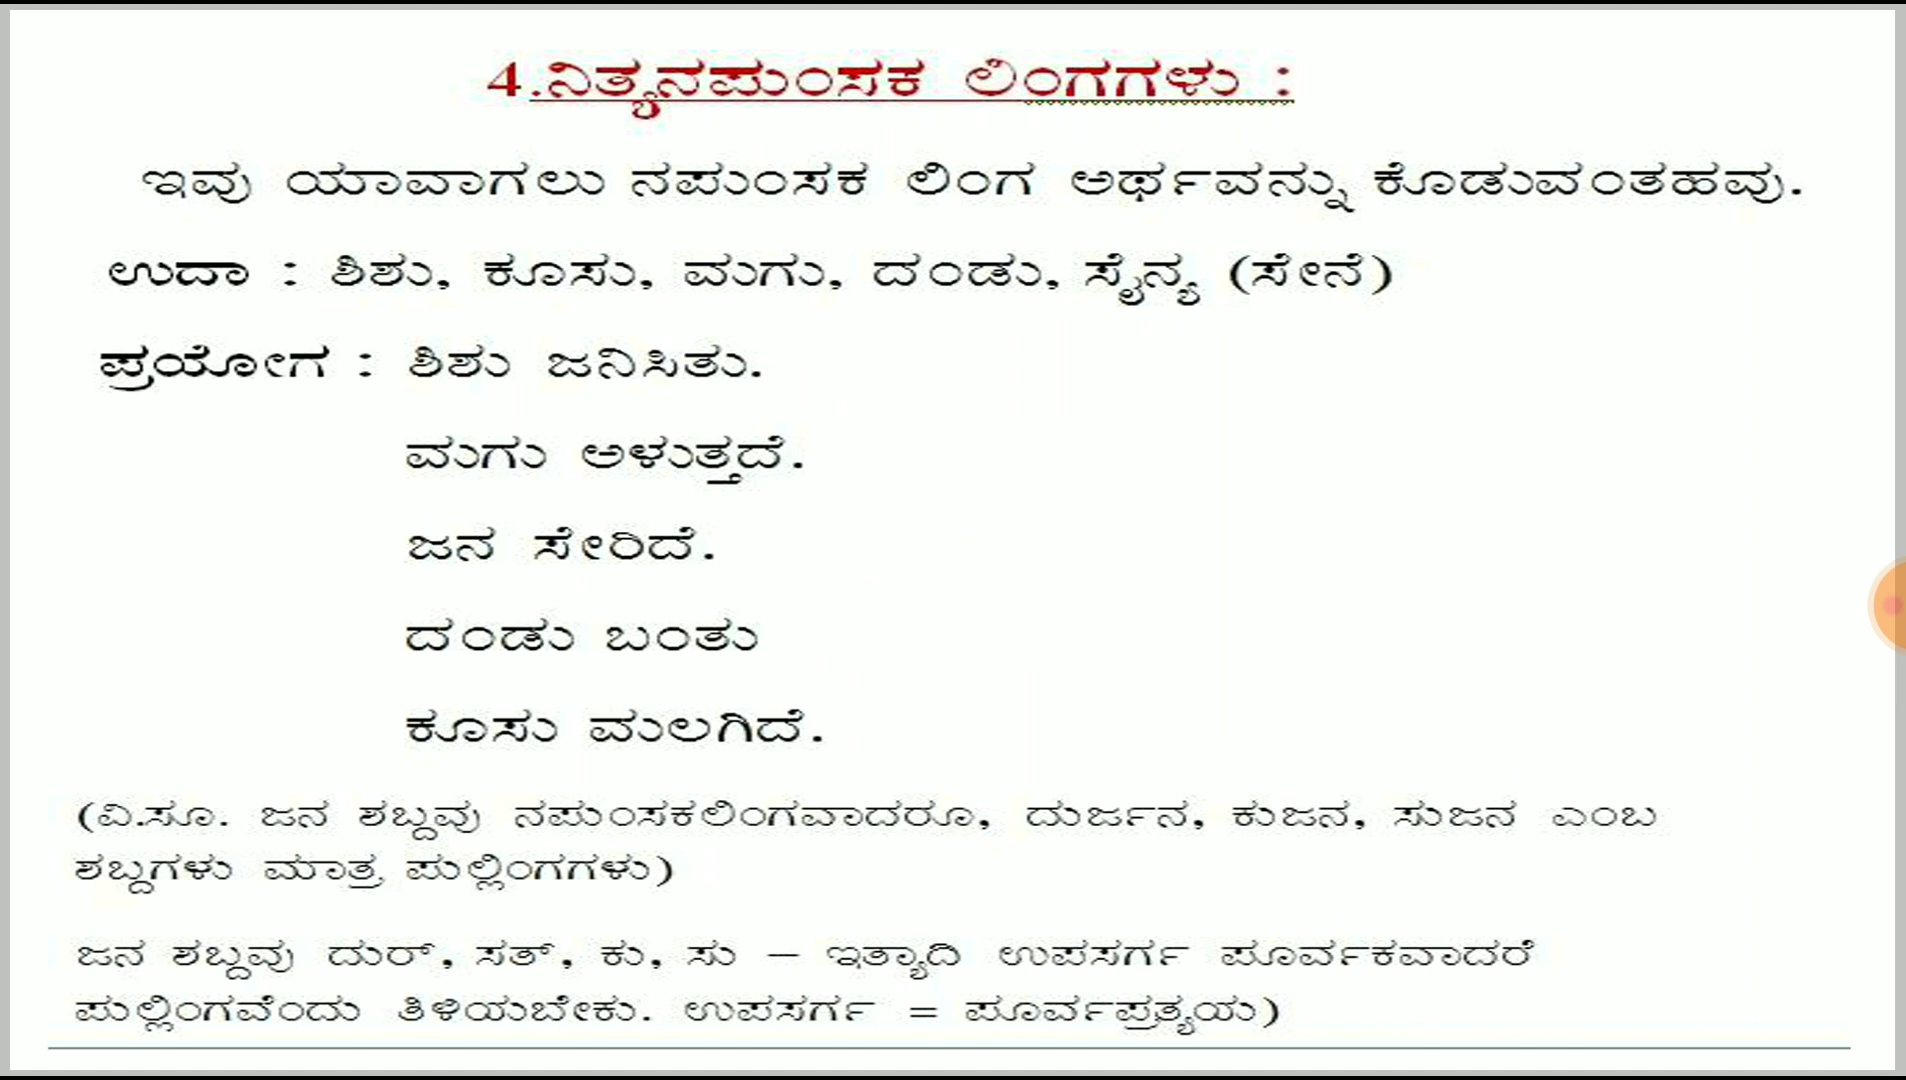 4.ನಿತ್ಯನಪುಂಸಕ ಲಿಂಗಗಳು :
ಇವು ಯಾವಾಗಲು ನಪುಂಸಕ ಲಿಂಗ ಅರ್ಥವನ್ನು ಕೊಡುವಂತಹವು.
ಉದಾ : ಶಿಶು, ಕೂಸು, ಮಗು, ದಂಡು, ಸೈನ್ಯ (ಸೇನೆ)
ಪ್ರಯೋಗ : ಶಿಶು ಜನಿಸಿತು.
ಮಗು ಅಳುತ್ತದೆ.
ಜನ ಸೇರಿದೆ.
ದಂಡು ಬಂತು
ಕೂಸು ಮಲಗಿದೆ.
(ವಿ.ಸೂ. ಜನ ಶಬ್ದವು ನಪುಂಸಕಲಿಂಗವಾದರೂ, ದುರ್ಜನ, ಕುಜನ, ಸುಜನ ಎಂಬ
ಶಬ್ದಗಳು ಮಾತ್ರ ಪುಲ್ಲಿಂಗಗಳು)
ಜನ ಶಬ್ದವು ದುರ್, ಸತ್, ಕು, ಸು – ಇತ್ಯಾದಿ ಉಪಸರ್ಗ ಪೂರ್ವಕವಾದರೆ
ಪುಲ್ಲಿಂಗವೆಂದು ತಿಳಿಯಬೇಕು. ಉಪಸರ್ಗ = ಪೂರ್ವಪ್ರತ್ಯಯ)